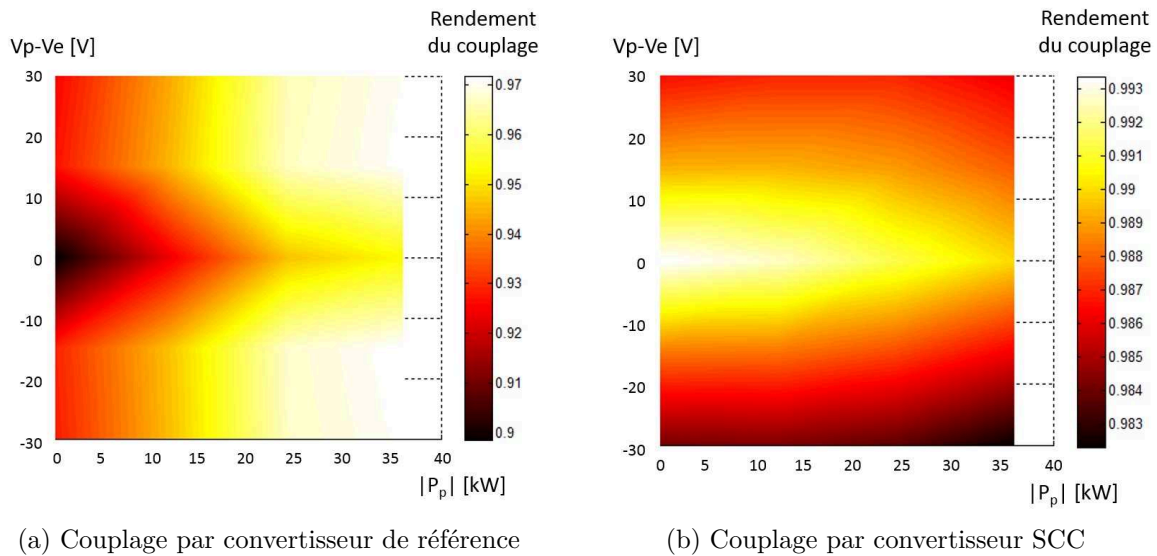 Rendement
du couplage
Vp-Ve [V]
30
20
10
0
-10
-20
-30
0 5 10 15 20 25 30 35 40
|Pp| [kW]
0.97
0.96
0.95
0.94
0.93
0.92
0.91
0.9
(a) Couplage par convertisseur de référence
Rendement
du couplage
Vp-Ve [V]
30
20
10
0
-10
-20
-30
0 5 10 15 20 25 30 35 40
|Pp| [kW]
0.993
0.992
0.991
0.99
0.989
0.988
0.987
0.986
0.985
0.984
0.983
(b) Couplage par convertisseur SCC